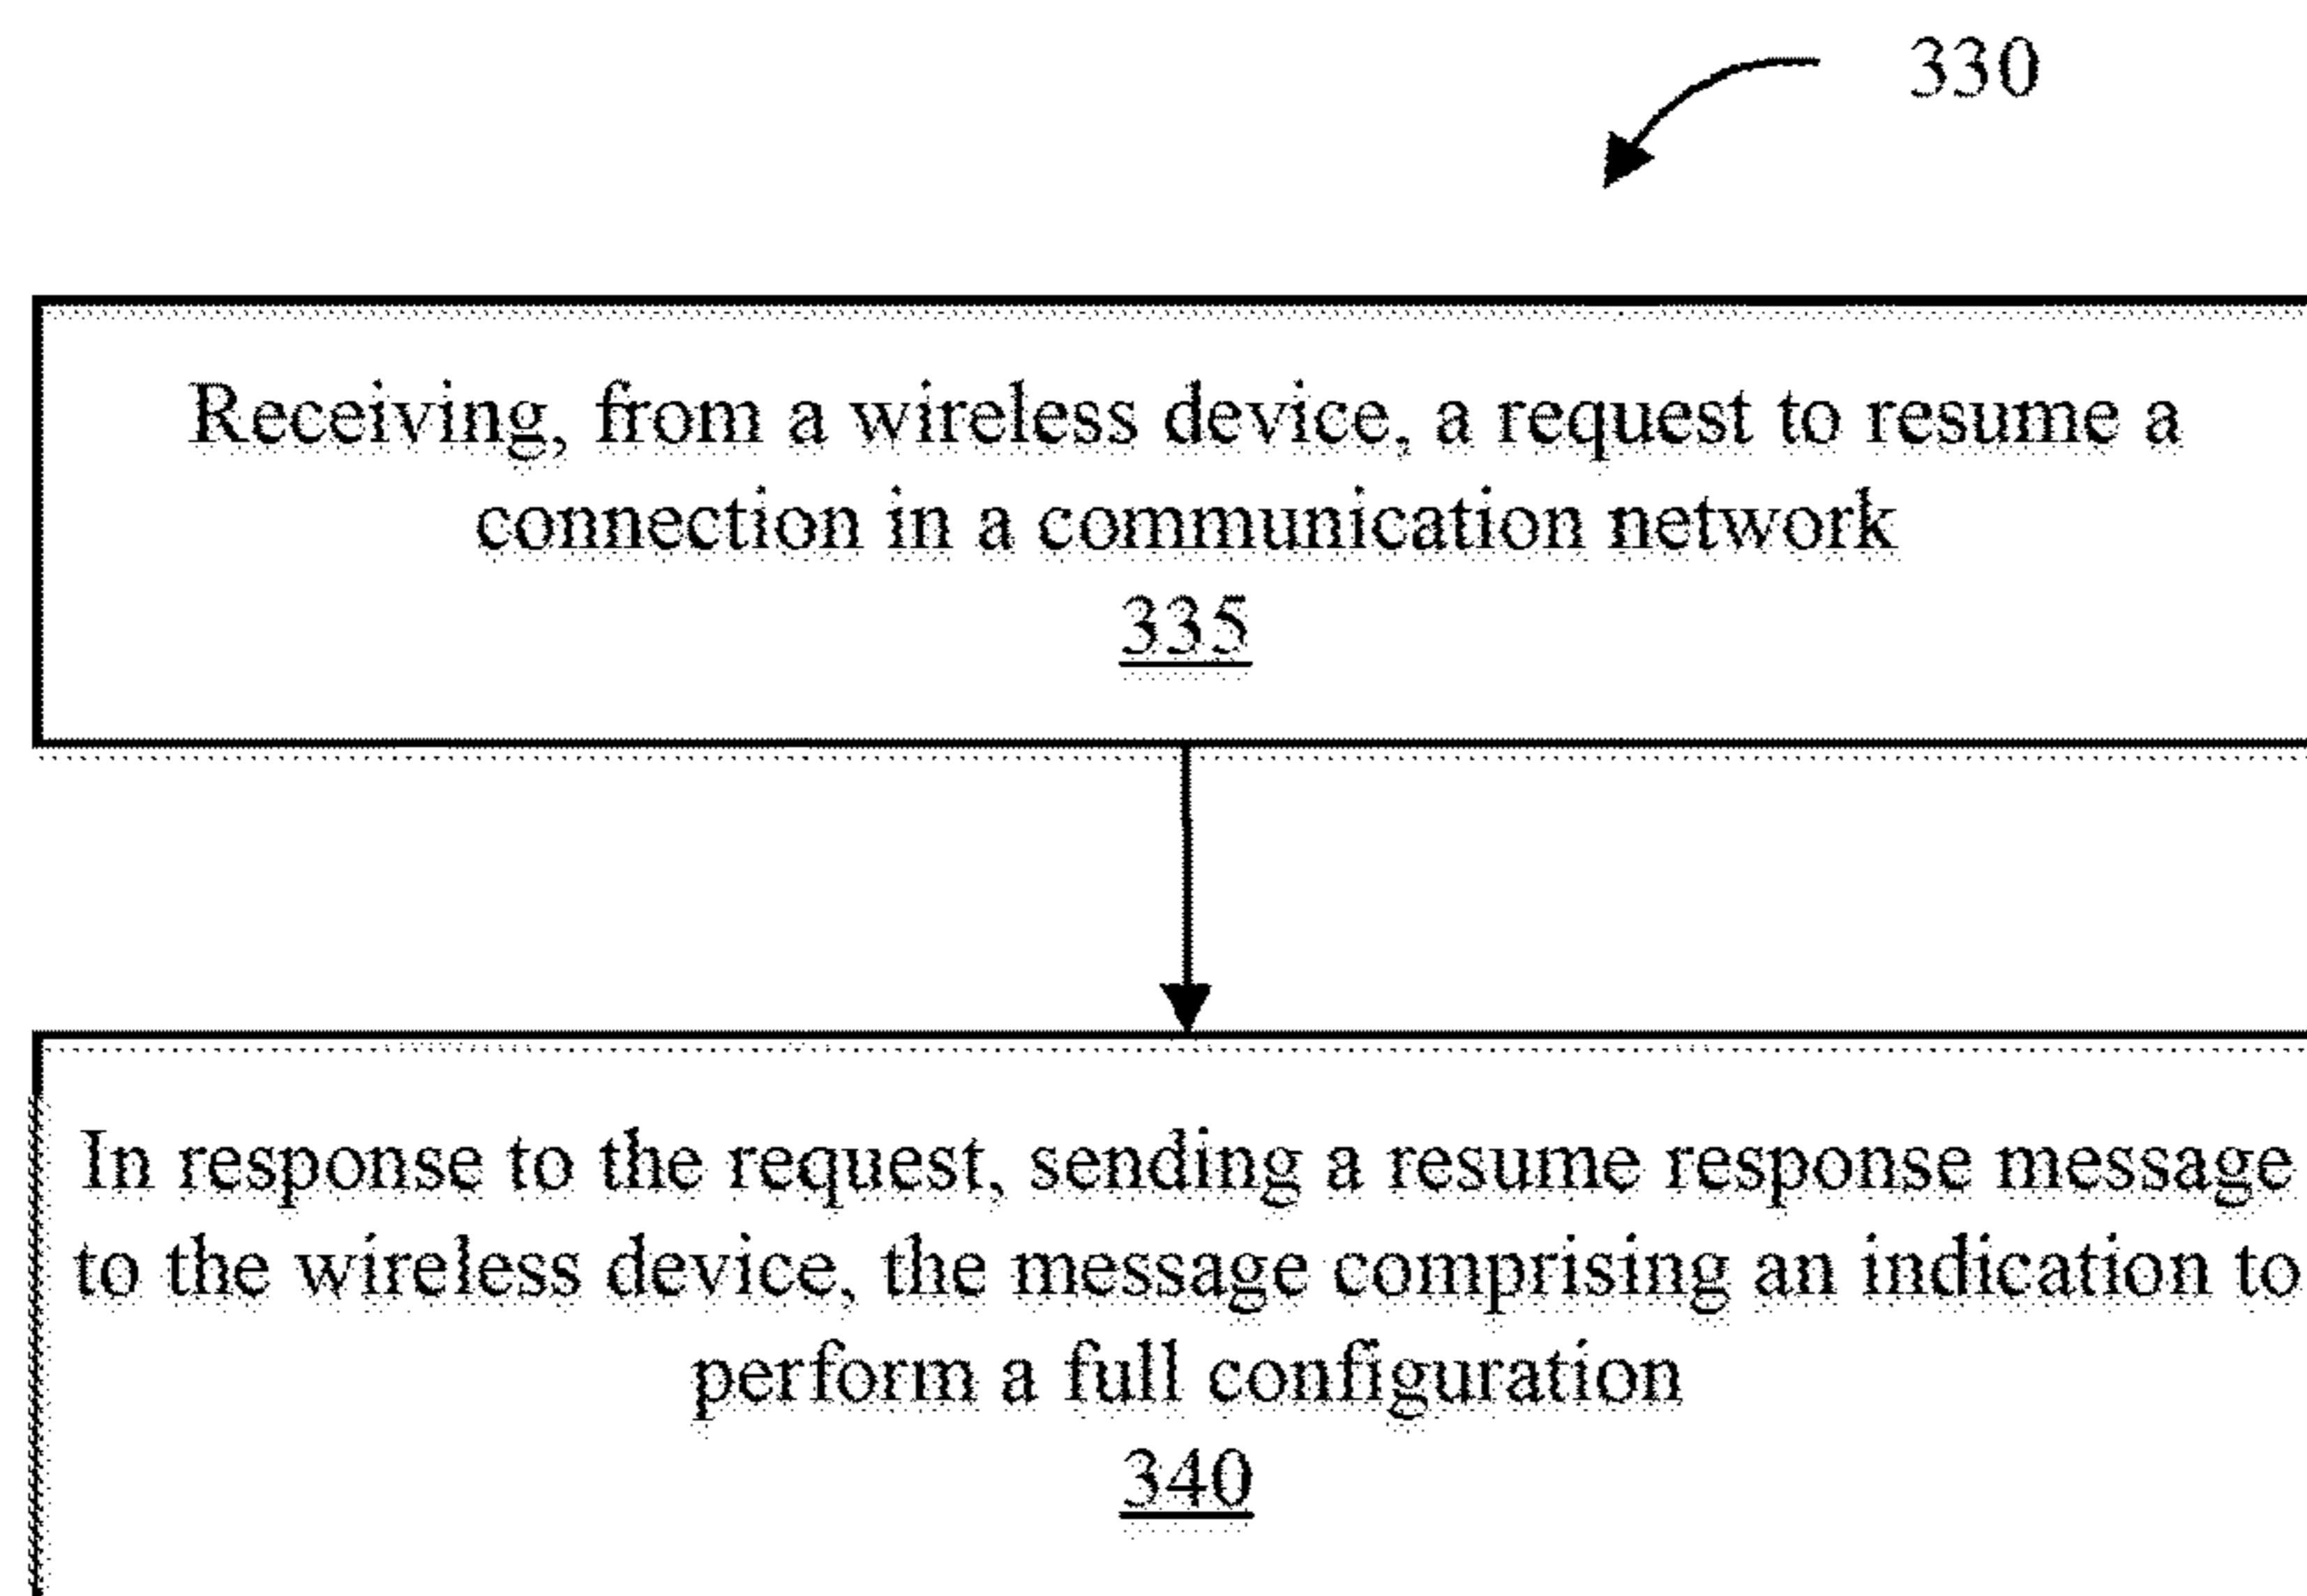 330
Receiving, from a wireless device, a request to resume a
connection in a communication network
335
In response to the request, sending a resume response message
to the wireless device, the message comprising an indication to
perform a full configuration
340